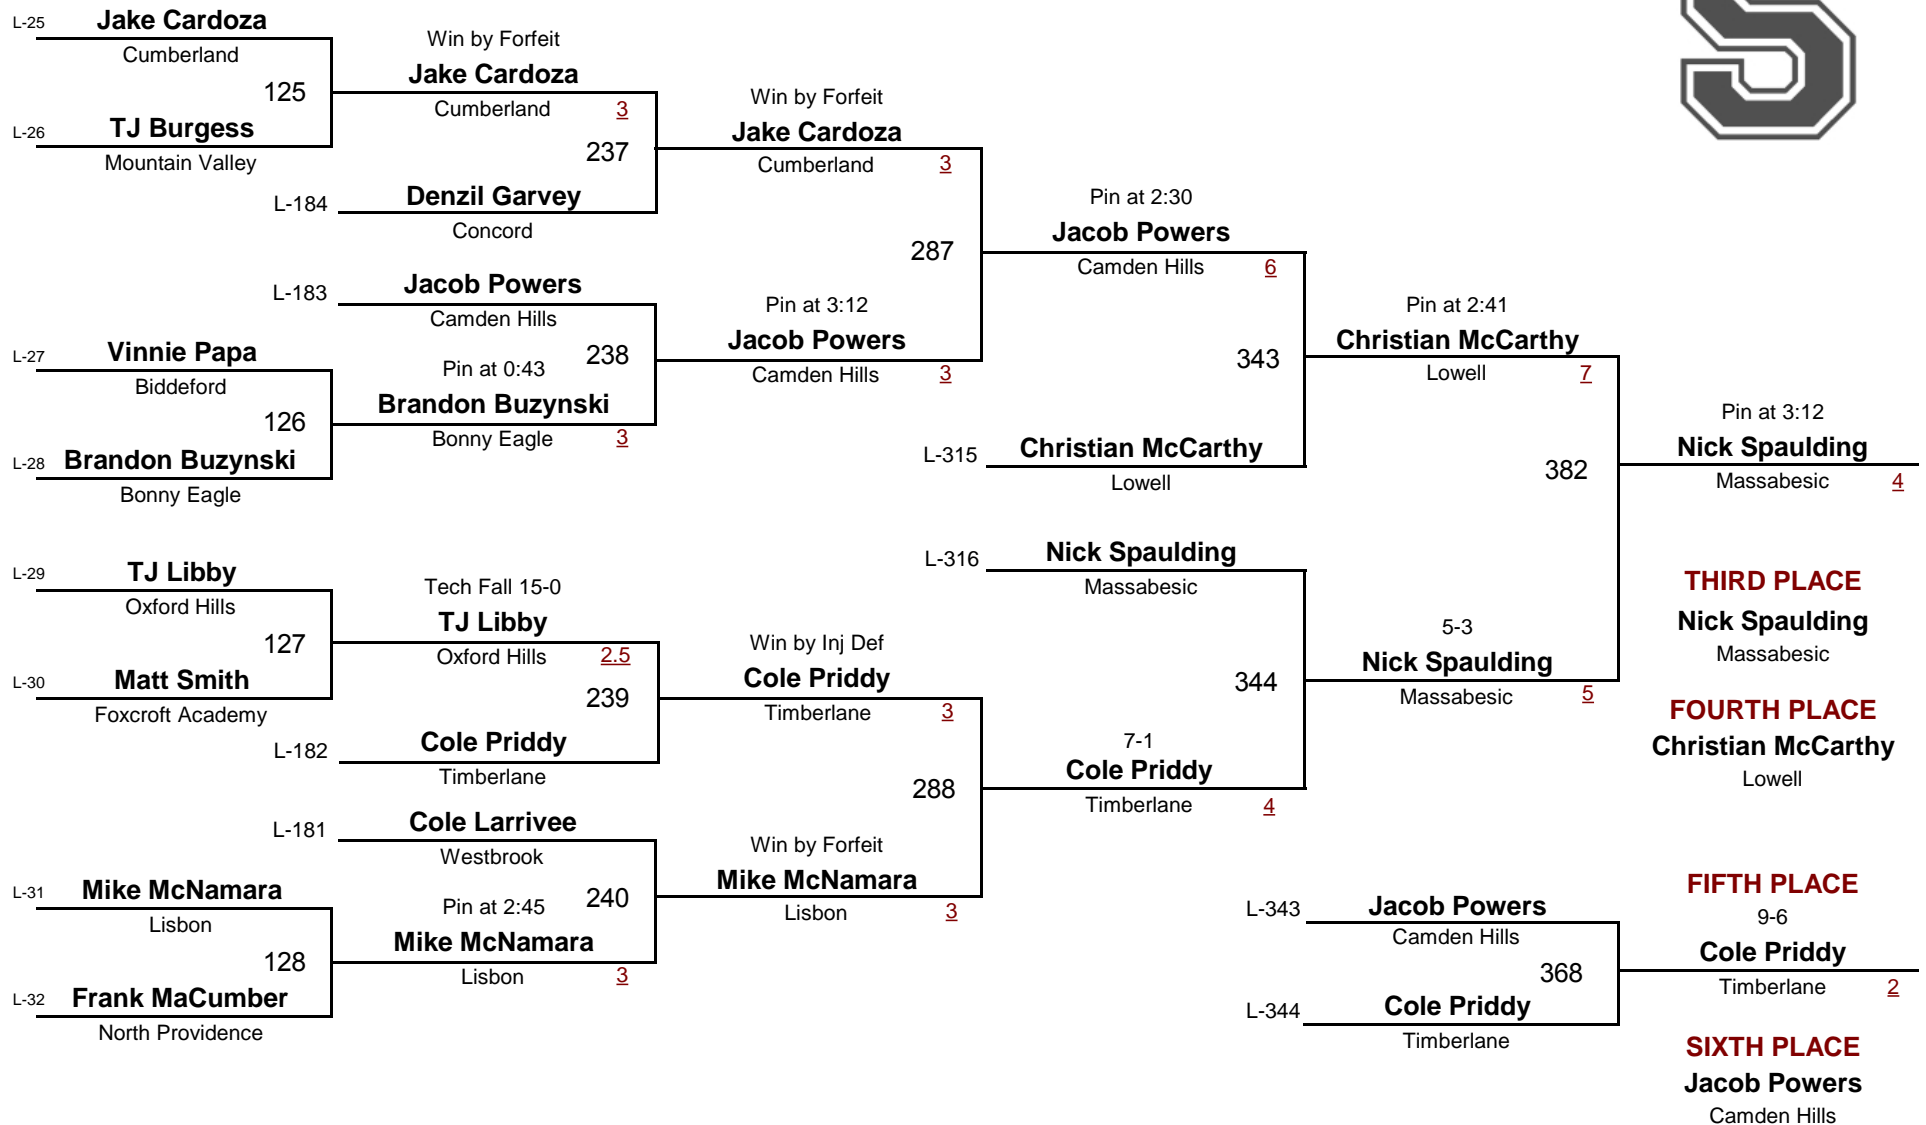 L-25 Jake Cardoza
Cumberland
125
L-26 TJ Burgess
Mountain Valley
L-27 Vinnie Papa
Biddeford
126
L-28 Brandon Buzynski
Bonny Eagle
L-29 TJ Libby
Oxford Hills
127
L-30 Matt Smith
Foxcroft Academy
L-31 Mike McNamara
Lisbon
128
L-32 Frank MaCumber
North Providence
Win by Forfeit
Jake Cardoza
Cumberland 3
237
L-184 Denzil Garvey
Concord
L-183 Jacob Powers
Camden Hills
238
Pin at 0:43
Brandon Buzynski
Bonny Eagle 3
Tech Fall 15-0
TJ Libby
Oxford Hills 2.5
239
L-182 Cole Priddy
Timberlane
L-181 Cole Larrivee
Westbrook
240
Pin at 2:45
Mike McNamara
Lisbon 3
Win by Forfeit
Jake Cardoza
Cumberland 3
287
Pin at 3:12
Jacob Powers
Camden Hills 3
Win by Inj Def
Cole Priddy
Timberlane 3
288
Win by Forfeit
Mike McNamara
Lisbon 3
Pin at 2:30
Jacob Powers
Camden Hills 6
343
L-315 Christian McCarthy
Lowell
L-316 Nick Spaulding
Massabesic
344
7-1
Cole Priddy
Timberlane 4
Pin at 2:41
Christian McCarthy
Lowell 7
382
5-3
Nick Spaulding
Massabesic 5
L-343 Jacob Powers
Camden Hills
368
L-344 Cole Priddy
Timberlane
S
Pin at 3:12
Nick Spaulding
Massabesic 4
THIRD PLACE
Nick Spaulding
Massabesic
FOURTH PLACE
Christian McCarthy
Lowell
FIFTH PLACE
9-6
Cole Priddy
Timberlane 2
SIXTH PLACE
Jacob Powers
Camden Hills